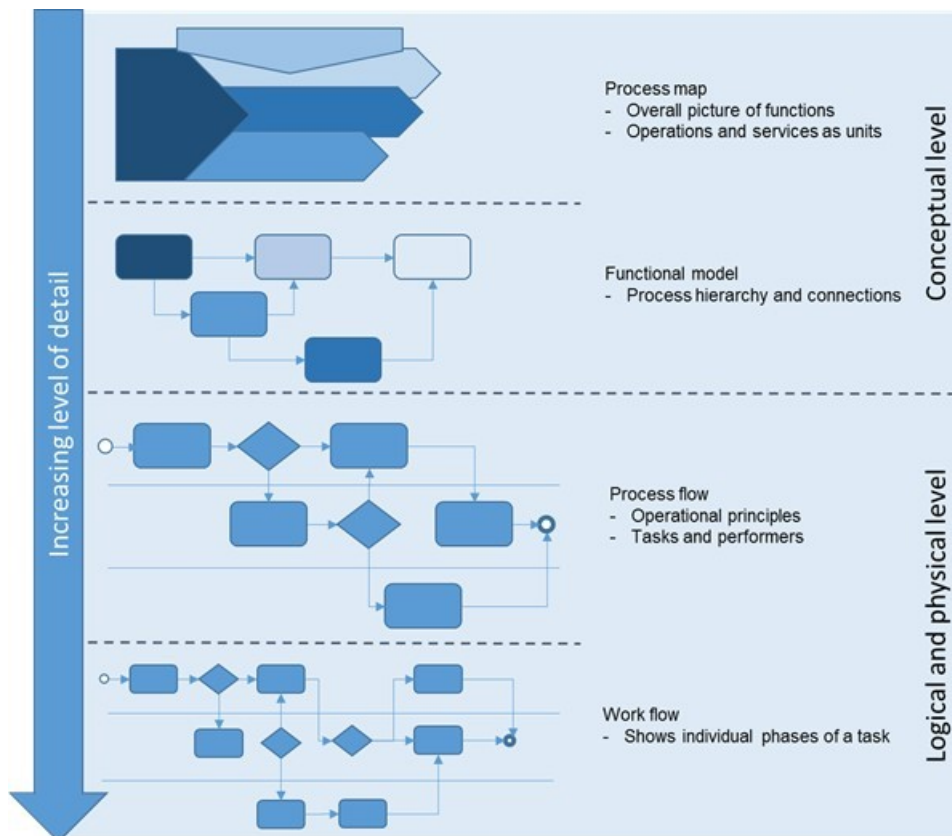 Increasing level of detail
Process map
- Overall picture of functions
- Operations and services as units
Conceptual level
Functional model
- Process hierarchy and connections
Process flow
- Operational principles
- Tasks and performers
Logical and physical level
Work flow
- Shows individual phases of a task